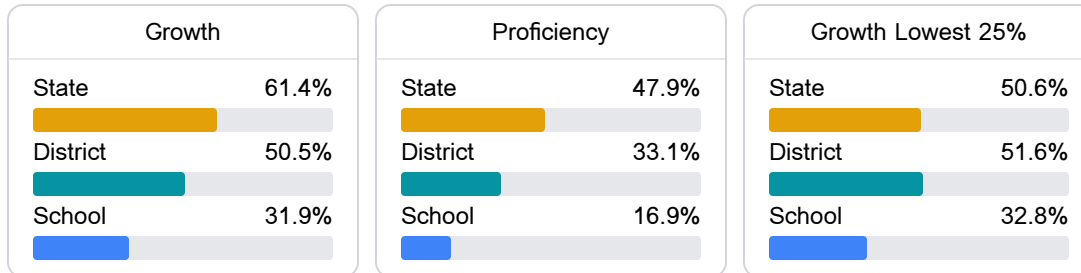 Growth
State 61.4%
District 50.5%
School 31.9%
Proficiency
State 47.9%
District 33.1%
School 16.9%
Growth Lowest 25%
State 50.6%
District 51.6%
School 32.8%